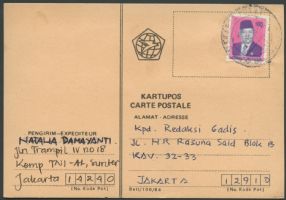 KARTUPOS
CARTE POSTALE
ALAMAT - ADRESSE
Kpd. Redaksi Gadis.
JL. HR Rasuna Said Blok B
KAV. 32-33
JAKARTA 12910
(No. Kode Pos)
PENGIRIM - EXPEDITEUR
NATALIA DAMAYANTI
Jln Trampil IV no 18
Komp TNI-AL, Sunter
Jakarta 14240
(No. Kode Pos)